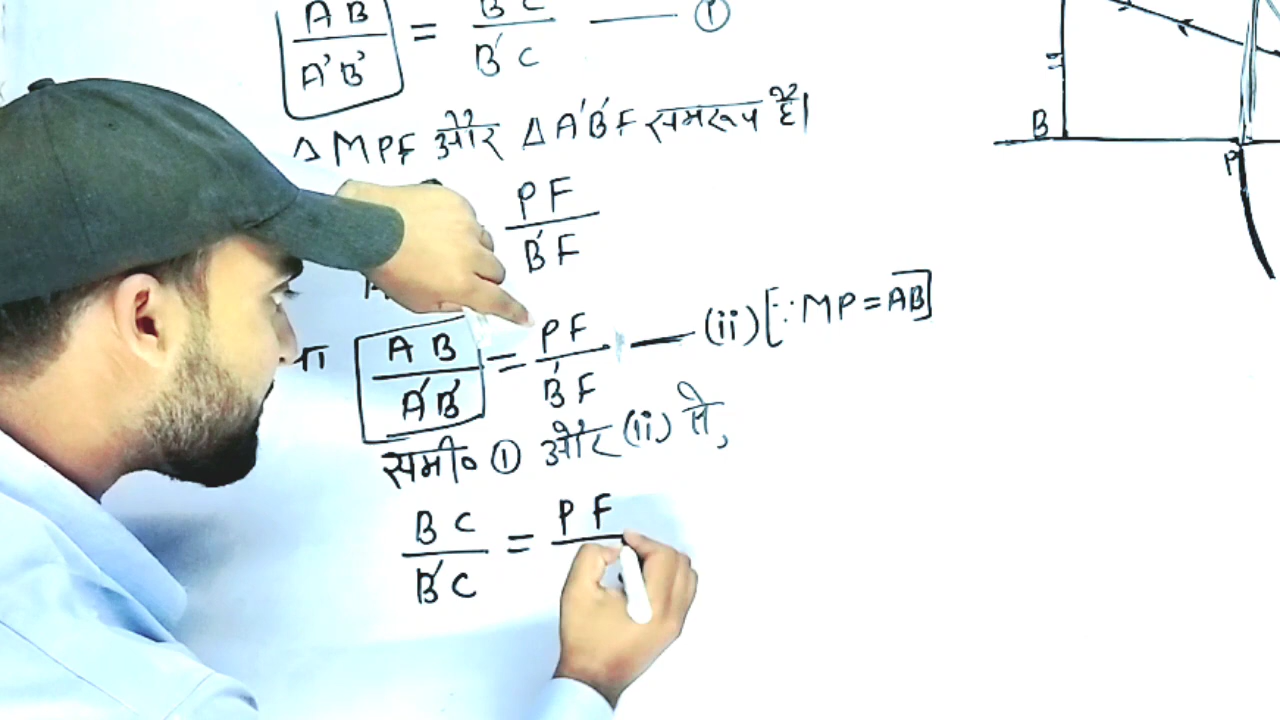 AB/A'B' = BC/B'C — ①
Δ MPF और Δ A'B'F समरूप है।
PF/B'F
AB/A'B' = PF/B'F — (ii) [∵ MP = AB]
समी० ① और (ii) से,
BC/B'C = PF
B
P